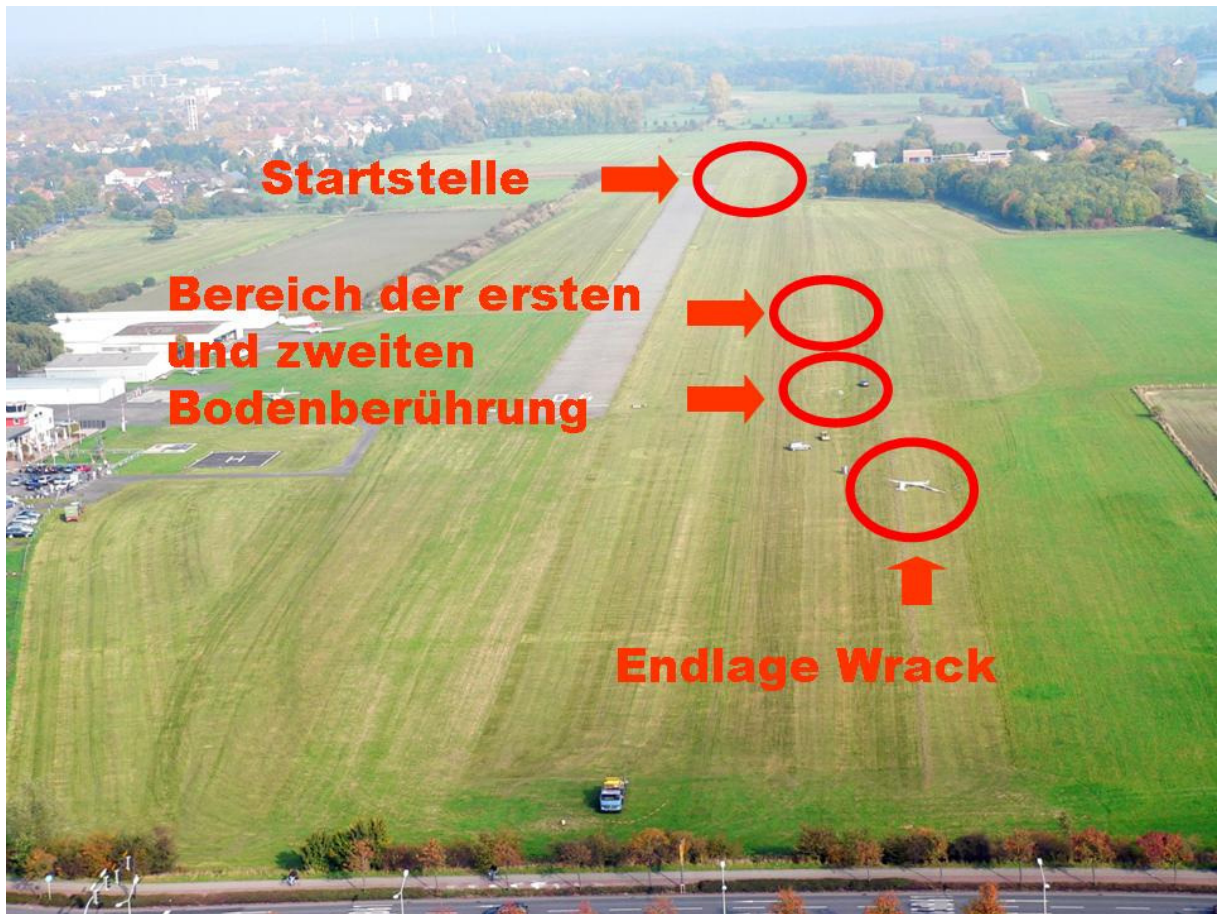 Startstelle
Bereich der ersten
und zweiten
Bodenberührung
H
Endlage Wrack